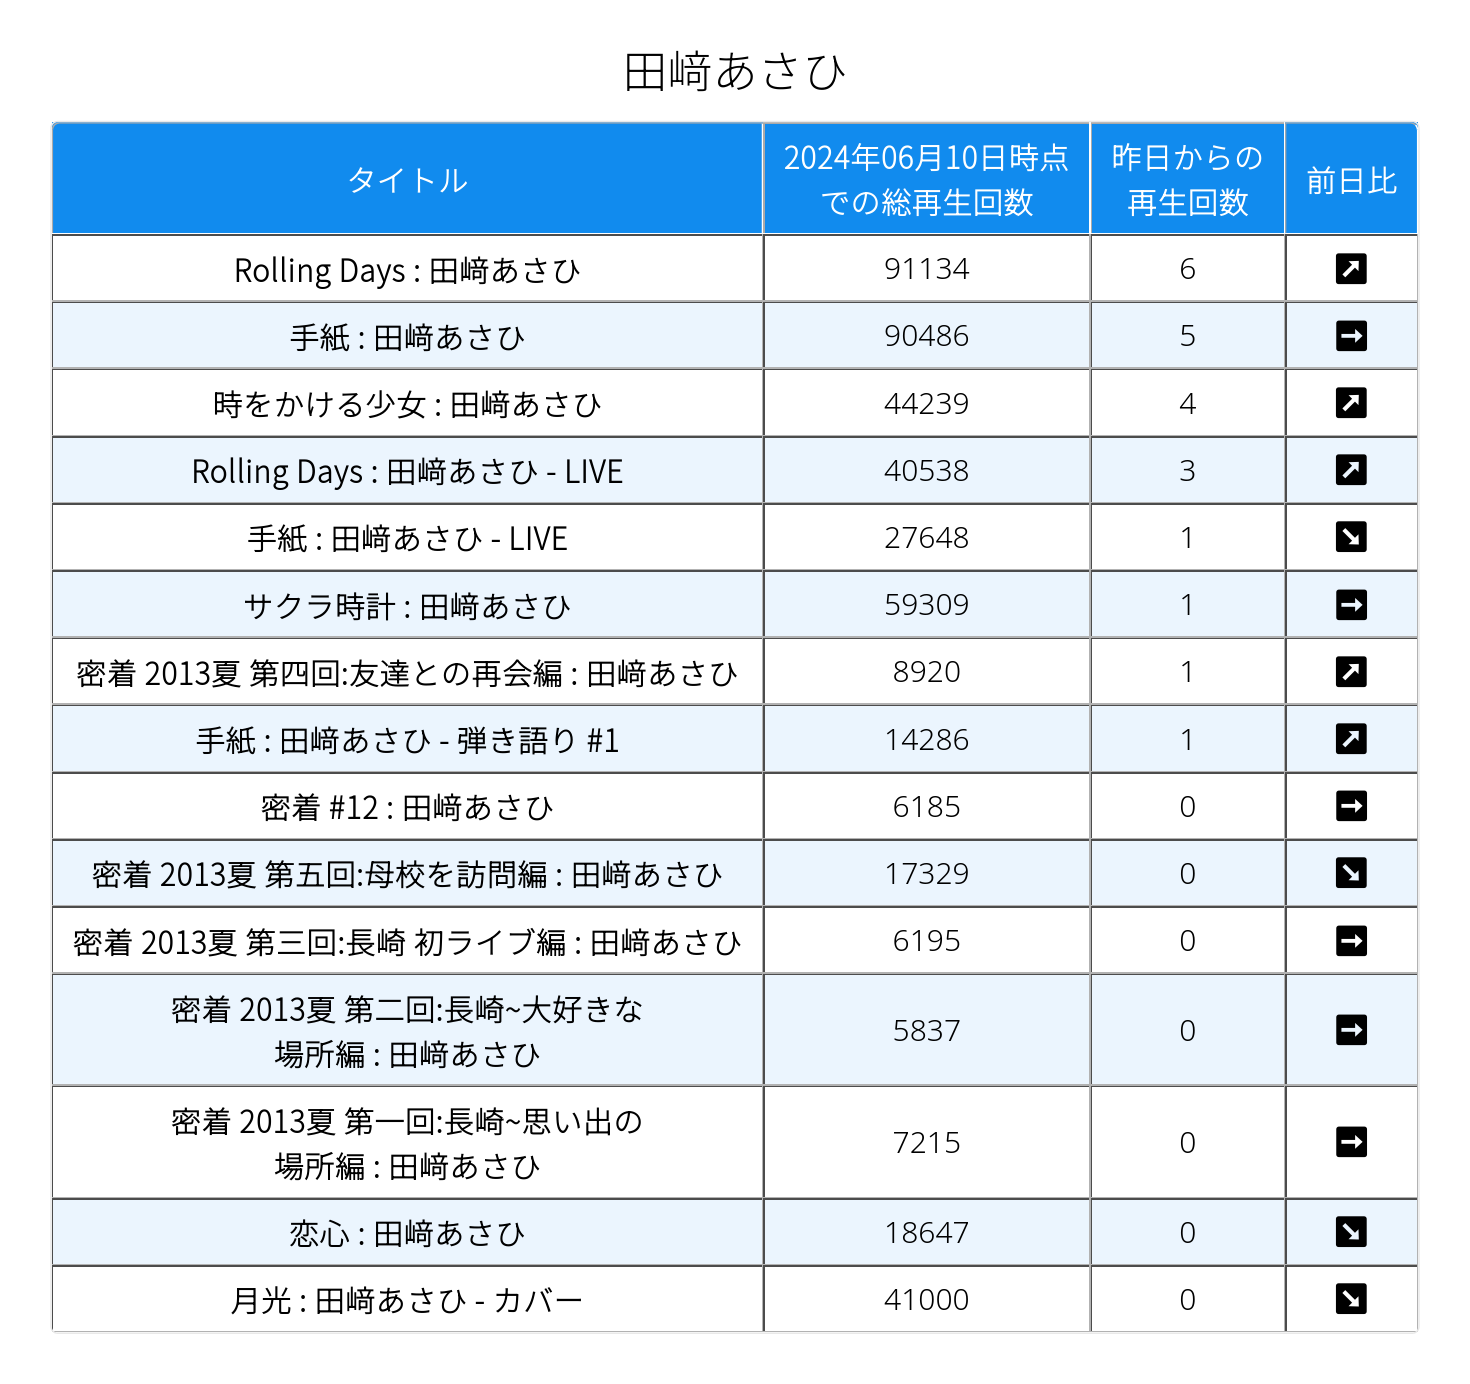 田﨑あさひ
タイトル
2024年06月10日時点
での総再生回数
昨日からの
再生回数
前日比
Rolling Days : 田﨑あさひ 91134 6
手紙 : 田﨑あさひ 90486 5
時をかける少女 : 田﨑あさひ 44239 4
Rolling Days : 田﨑あさひ - LIVE 40538 3
手紙 : 田﨑あさひ - LIVE 27648 1
サクラ時計 : 田﨑あさひ 59309 1
密着 2013夏 第四回:友達との再会編 : 田﨑あさひ 8920 1
手紙 : 田﨑あさひ - 弾き語り #1 14286 1
密着 #12 : 田﨑あさひ 6185 0
密着 2013夏 第五回:母校を訪問編 : 田﨑あさひ 17329 0
密着 2013夏 第三回:長崎 初ライブ編 : 田﨑あさひ 6195 0
密着 2013夏 第二回:長崎~大好きな
場所編 : 田﨑あさひ 5837 0
密着 2013夏 第一回:長崎~思い出の
場所編 : 田﨑あさひ 7215 0
恋心 : 田﨑あさひ 18647 0
月光 : 田﨑あさひ - カバー 41000 0